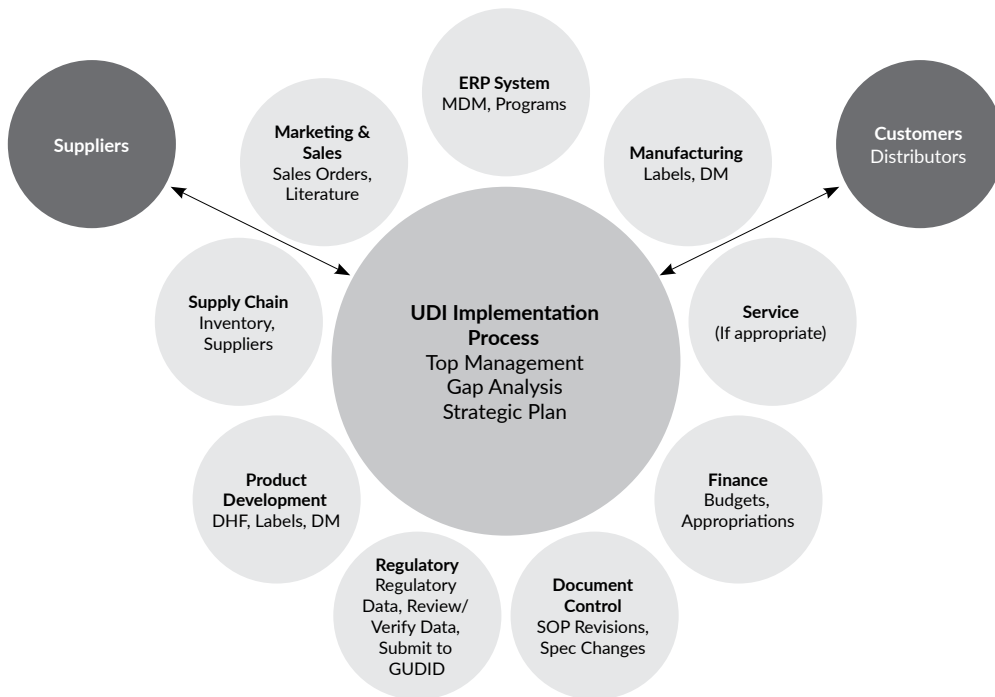 ERP System
MDM, Programs
Suppliers
Marketing &
Sales
Sales Orders,
Literature
Manufacturing
Labels, DM
Customers
Distributors
Supply Chain
Inventory,
Suppliers
UDI Implementation
Process
Top Management
Gap Analysis
Strategic Plan
Service
(If appropriate)
Product
Development
DHF, Labels, DM
Finance
Budgets,
Appropriations
Regulatory
Regulatory
Data, Review/
Verify Data,
Submit to
GUDID
Document
Control
SOP Revisions,
Spec Changes